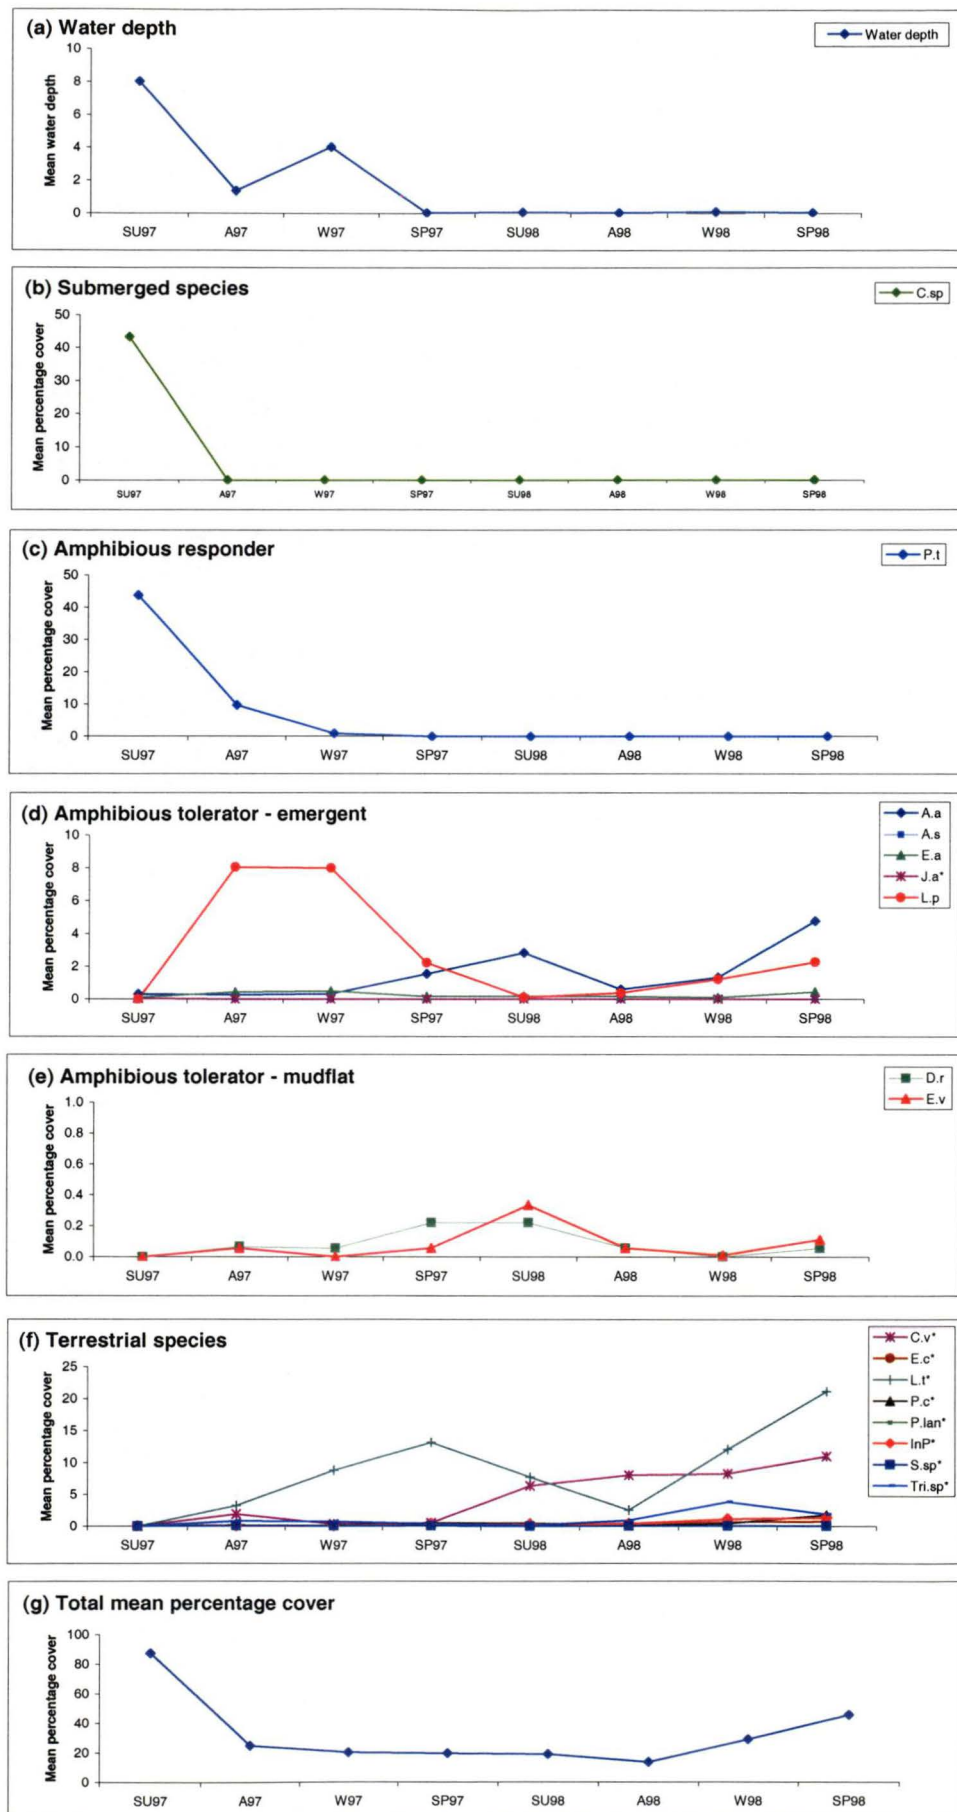 (a) Water depth
Water depth
Mean water depth
10
8
6
4
2
0
SU97 A97 W97 SP97 SU98 A98 W98 SP98
(b) Submerged species
C.sp
Mean percentage cover
50
40
30
20
10
0
SU97 A97 W97 SP97 SU98 A98 W98 SP98
(c) Amphibious responder
P.t
Mean percentage cover
50
40
30
20
10
0
SU97 A97 W97 SP97 SU98 A98 W98 SP98
(d) Amphibious tolerator - emergent
A.a
A.s
E.a
J.a*
L.p
Mean percentage cover
10
8
6
4
2
0
SU97 A97 W97 SP97 SU98 A98 W98 SP98
(e) Amphibious tolerator - mudflat
D.r
E.v
Mean percentage cover
1.0
0.8
0.6
0.4
0.2
0.0
SU97 A97 W97 SP97 SU98 A98 W98 SP98
(f) Terrestrial species
C.v*
E.c*
L.t*
P.c*
P.lan*
InP*
S.sp*
Tri.sp*
Mean percentage cover
25
20
15
10
5
0
SU97 A97 W97 SP97 SU98 A98 W98 SP98
(g) Total mean percentage cover
Mean percentage cover
100
80
60
40
20
0
SU97 A97 W97 SP97 SU98 A98 W98 SP98